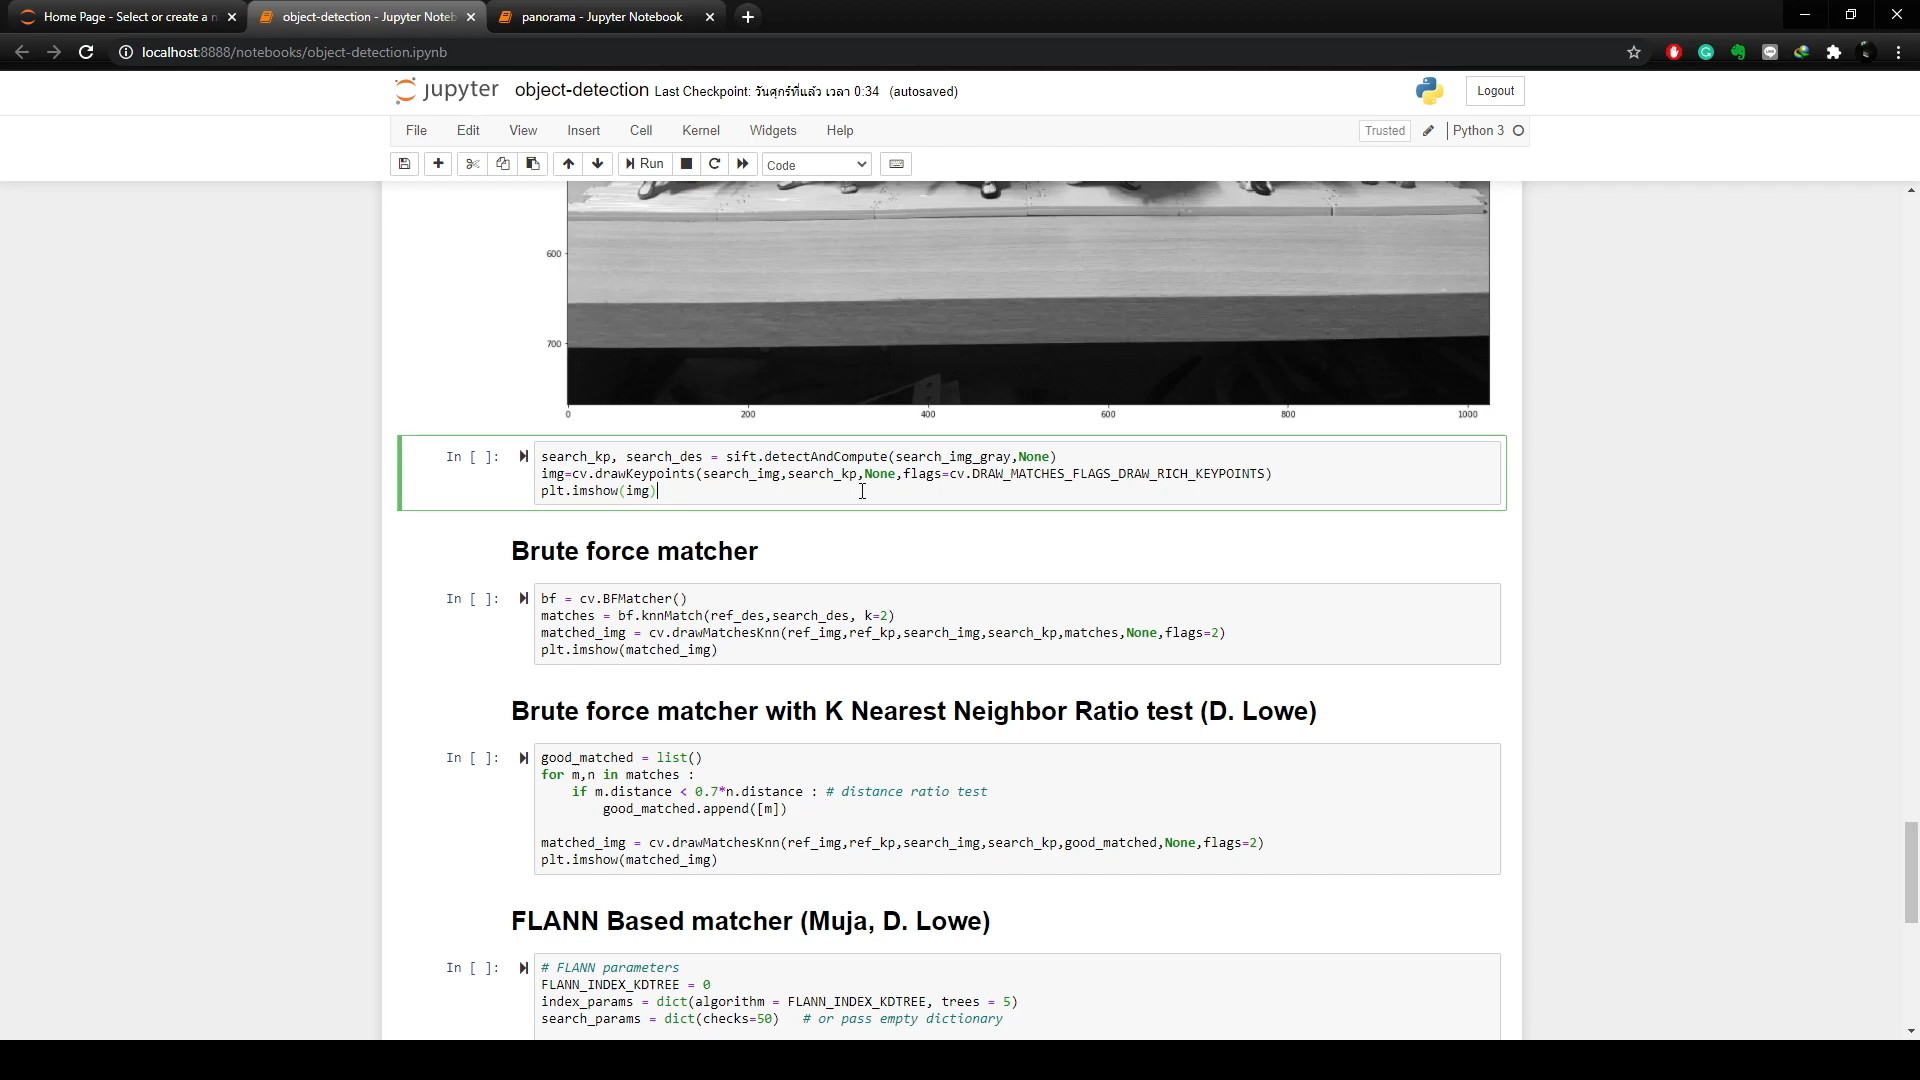 Home Page - Select or create a n
object-detection - Jupyter Noteb
panorama - Jupyter Notebook
localhost:8888/notebooks/object-detection.ipynb
jupyter object-detection Last Checkpoint: วันศุกร์ที่แล้ว เวลา 0:34 (autosaved)
Logout
File Edit View Insert Cell Kernel Widgets Help
Trusted Python 3
Run Code
600
700
0 200 400 600 800 1000
In [ ]: search_kp, search_des = sift.detectAndCompute(search_img_gray,None)
img=cv.drawKeypoints(search_img,search_kp,None,flags=cv.DRAW_MATCHES_FLAGS_DRAW_RICH_KEYPOINTS)
plt.imshow(img)
Brute force matcher
In [ ]: bf = cv.BFMatcher()
matches = bf.knnMatch(ref_des,search_des, k=2)
matched_img = cv.drawMatchesKnn(ref_img,ref_kp,search_img,search_kp,matches,None,flags=2)
plt.imshow(matched_img)
Brute force matcher with K Nearest Neighbor Ratio test (D. Lowe)
In [ ]: good_matched = list()
for m,n in matches :
if m.distance < 0.7*n.distance : # distance ratio test
good_matched.append([m])
matched_img = cv.drawMatchesKnn(ref_img,ref_kp,search_img,search_kp,good_matched,None,flags=2)
plt.imshow(matched_img)
FLANN Based matcher (Muja, D. Lowe)
In [ ]: # FLANN parameters
FLANN_INDEX_KDTREE = 0
index_params = dict(algorithm = FLANN_INDEX_KDTREE, trees = 5)
search_params = dict(checks=50) # or pass empty dictionary